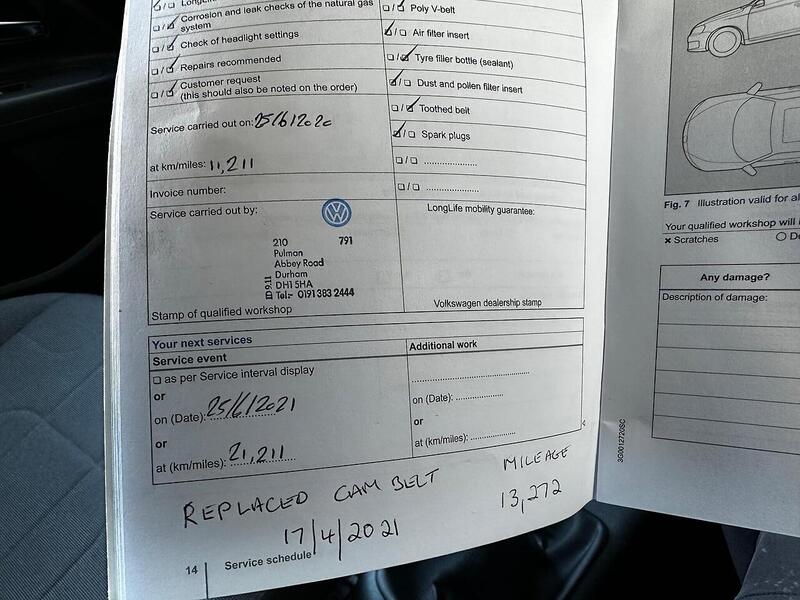 Corrosion and leak checks of the natural gas
system
Check of headlight settings
Repairs recommended
Customer request
(this should also be noted on the order)
Service carried out on: 25/6/2020
at km/miles: 11,211
Invoice number:
Service carried out by:
210 791
Pulman
Abbey Road
Durham
DH1 5HA
Tel:- 0191 383 2444
Stamp of qualified workshop
Poly V-belt
Air filter insert
Tyre filler bottle (sealant)
Dust and pollen filter insert
Toothed belt
Spark plugs
LongLife mobility guarantee:
Volkswagen dealership stamp
Your next services
Service event
as per Service interval display
or
on (Date): 25/6/2021
or
at (km/miles): 21,211
Additional work
on (Date):
or
at (km/miles):
REPLACED CAM BELT MILEAGE
17/4/2021 13,272
14 Service schedule
Fig. 7 Illustration valid for
Your qualified workshop will
Scratches
Any damage?
Description of damage:
3G0012720SC